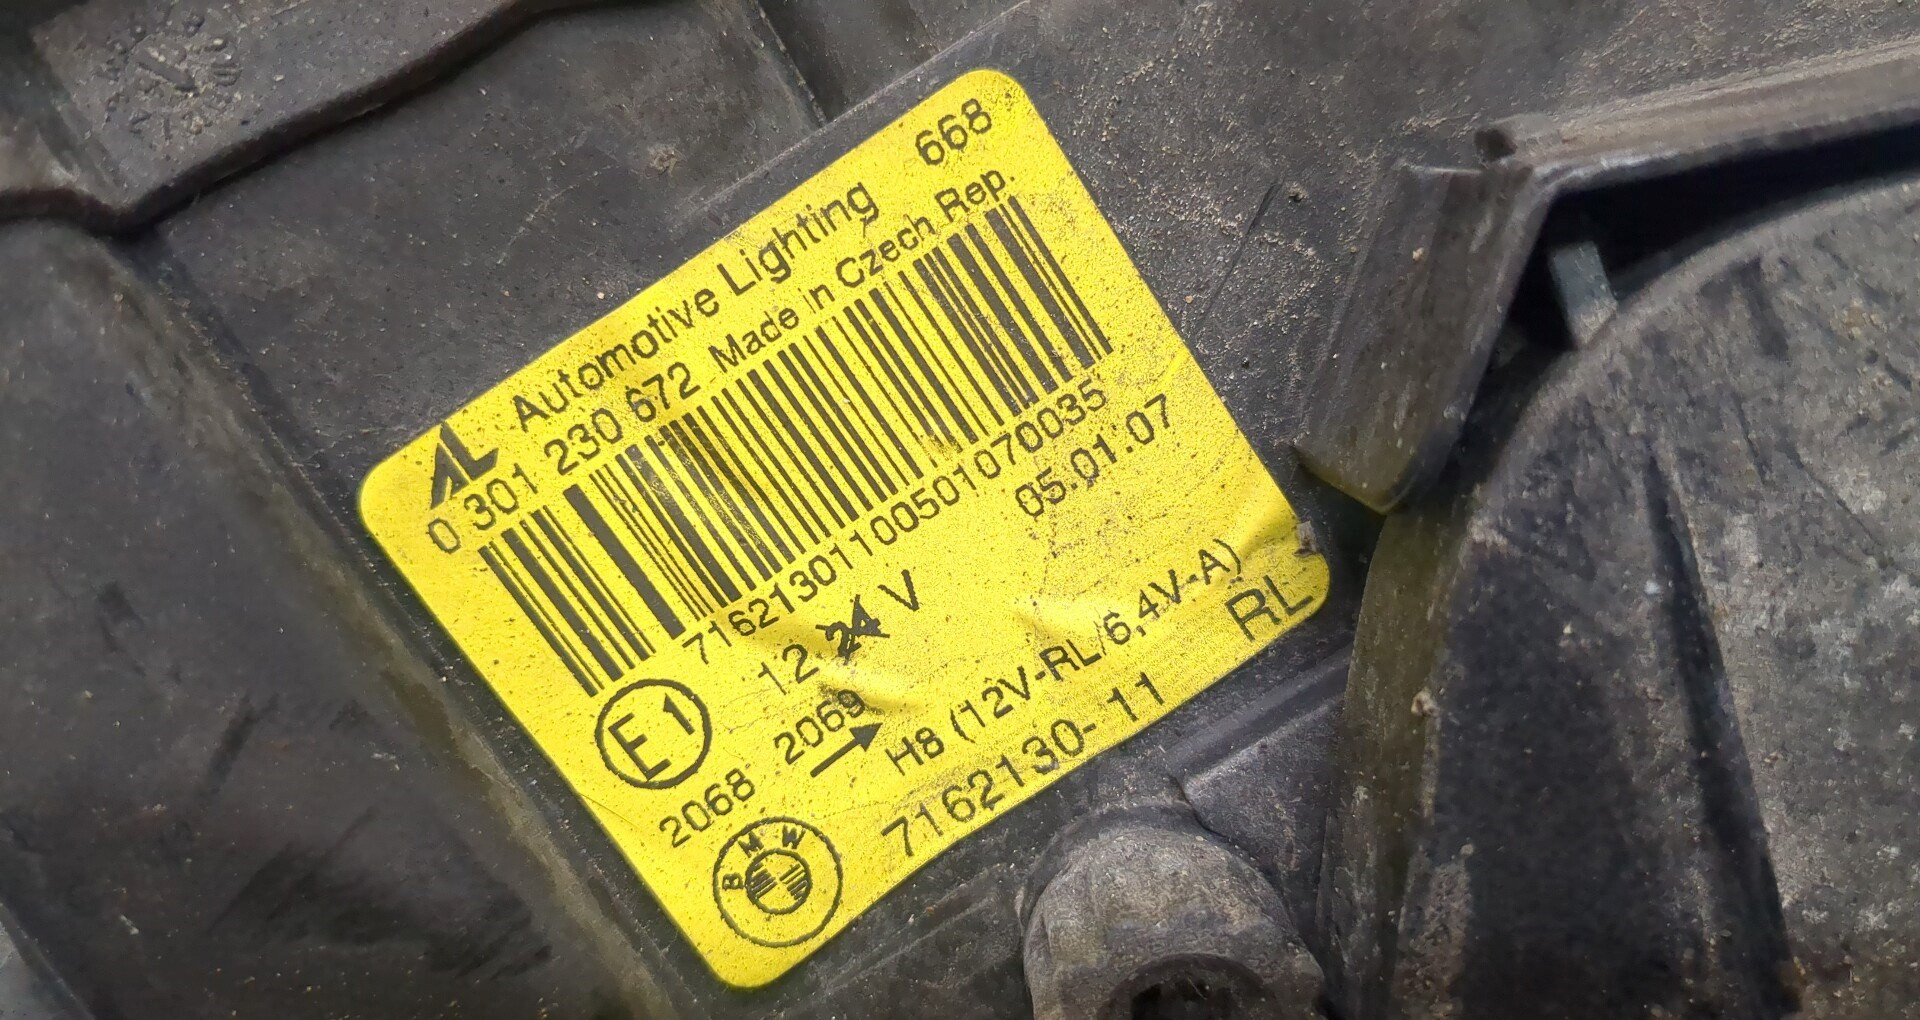 AL Automotive Lighting 668
0 301 230 672 Made in Czech Rep.
71621301100501070035
05.01.07
12 24 V
E1
2068 2069
H8 (12V-RL/6,4V-A)
RL
7162130-11
BMW